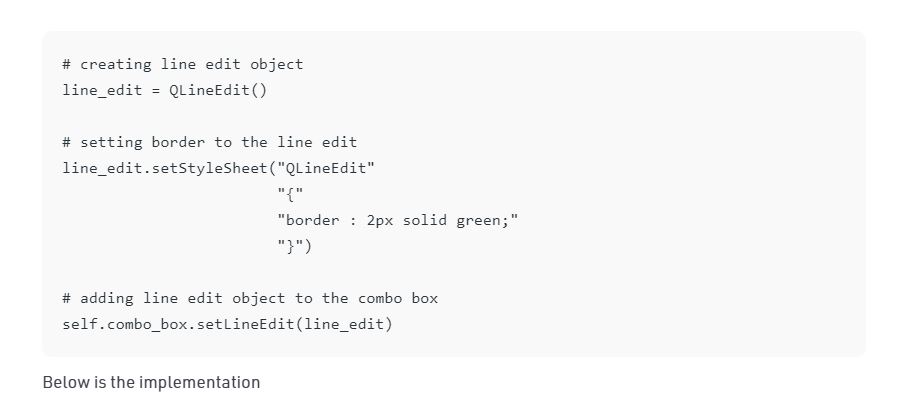 # creating line edit object
line_edit = QLineEdit()
# setting border to the line edit
line_edit.setStyleSheet("QLineEdit"
"{"
"border : 2px solid green;"
"}")
# adding line edit object to the combo box
self.combo_box.setLineEdit(line_edit)
Below is the implementation